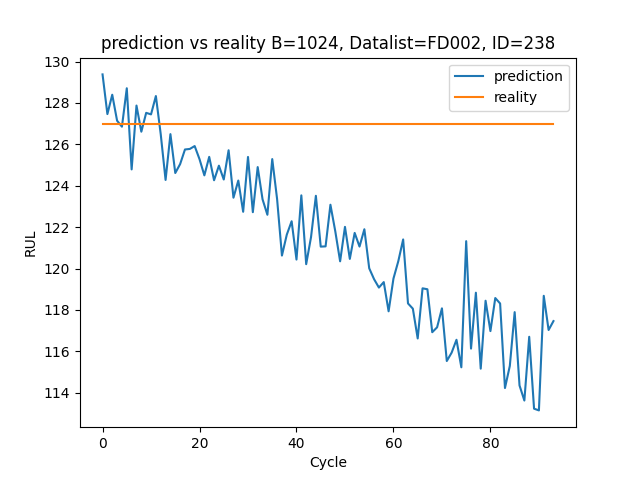 prediction vs reality B=1024, Datalist=FD002, ID=238
prediction
reality
130
128
126
124
122
120
118
116
114
RUL
0 20 40 60 80
Cycle